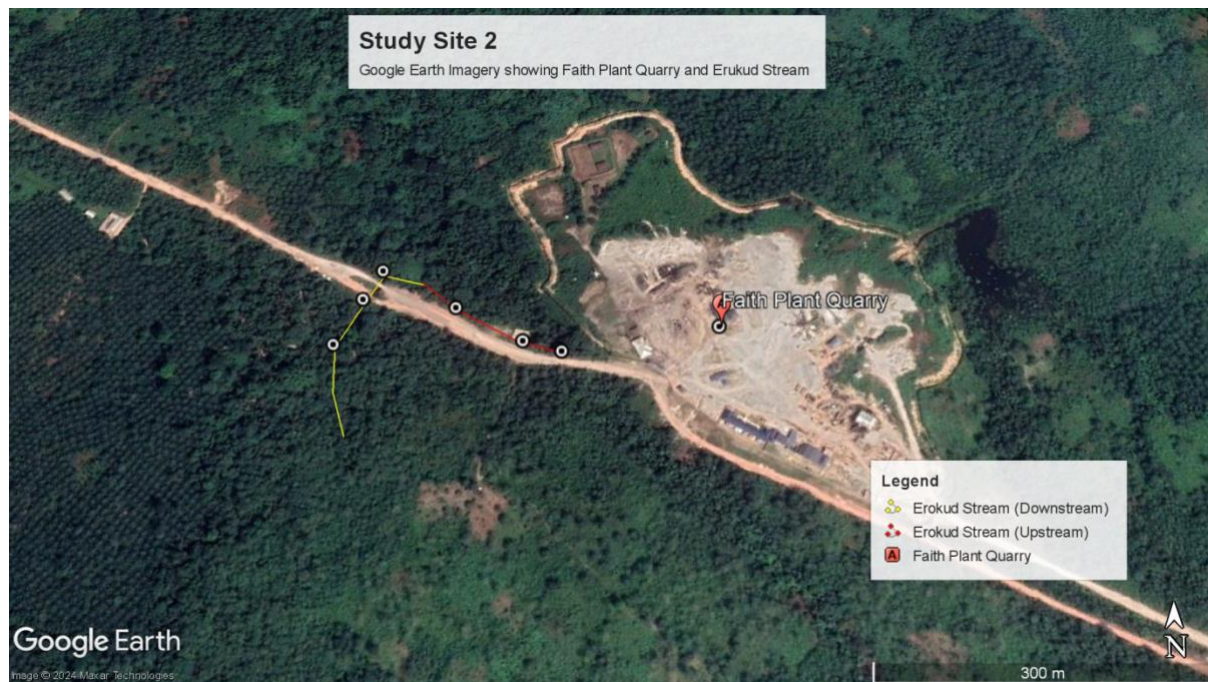 Study Site 2
Google Earth Imagery showing Faith Plant Quarry and Erukud Stream
Faith Plant Quarry
Legend
Erokud Stream (Downstream)
Erokud Stream (Upstream)
A Faith Plant Quarry
Google Earth
N
Image © 2024 Maxar Technologies
300 m